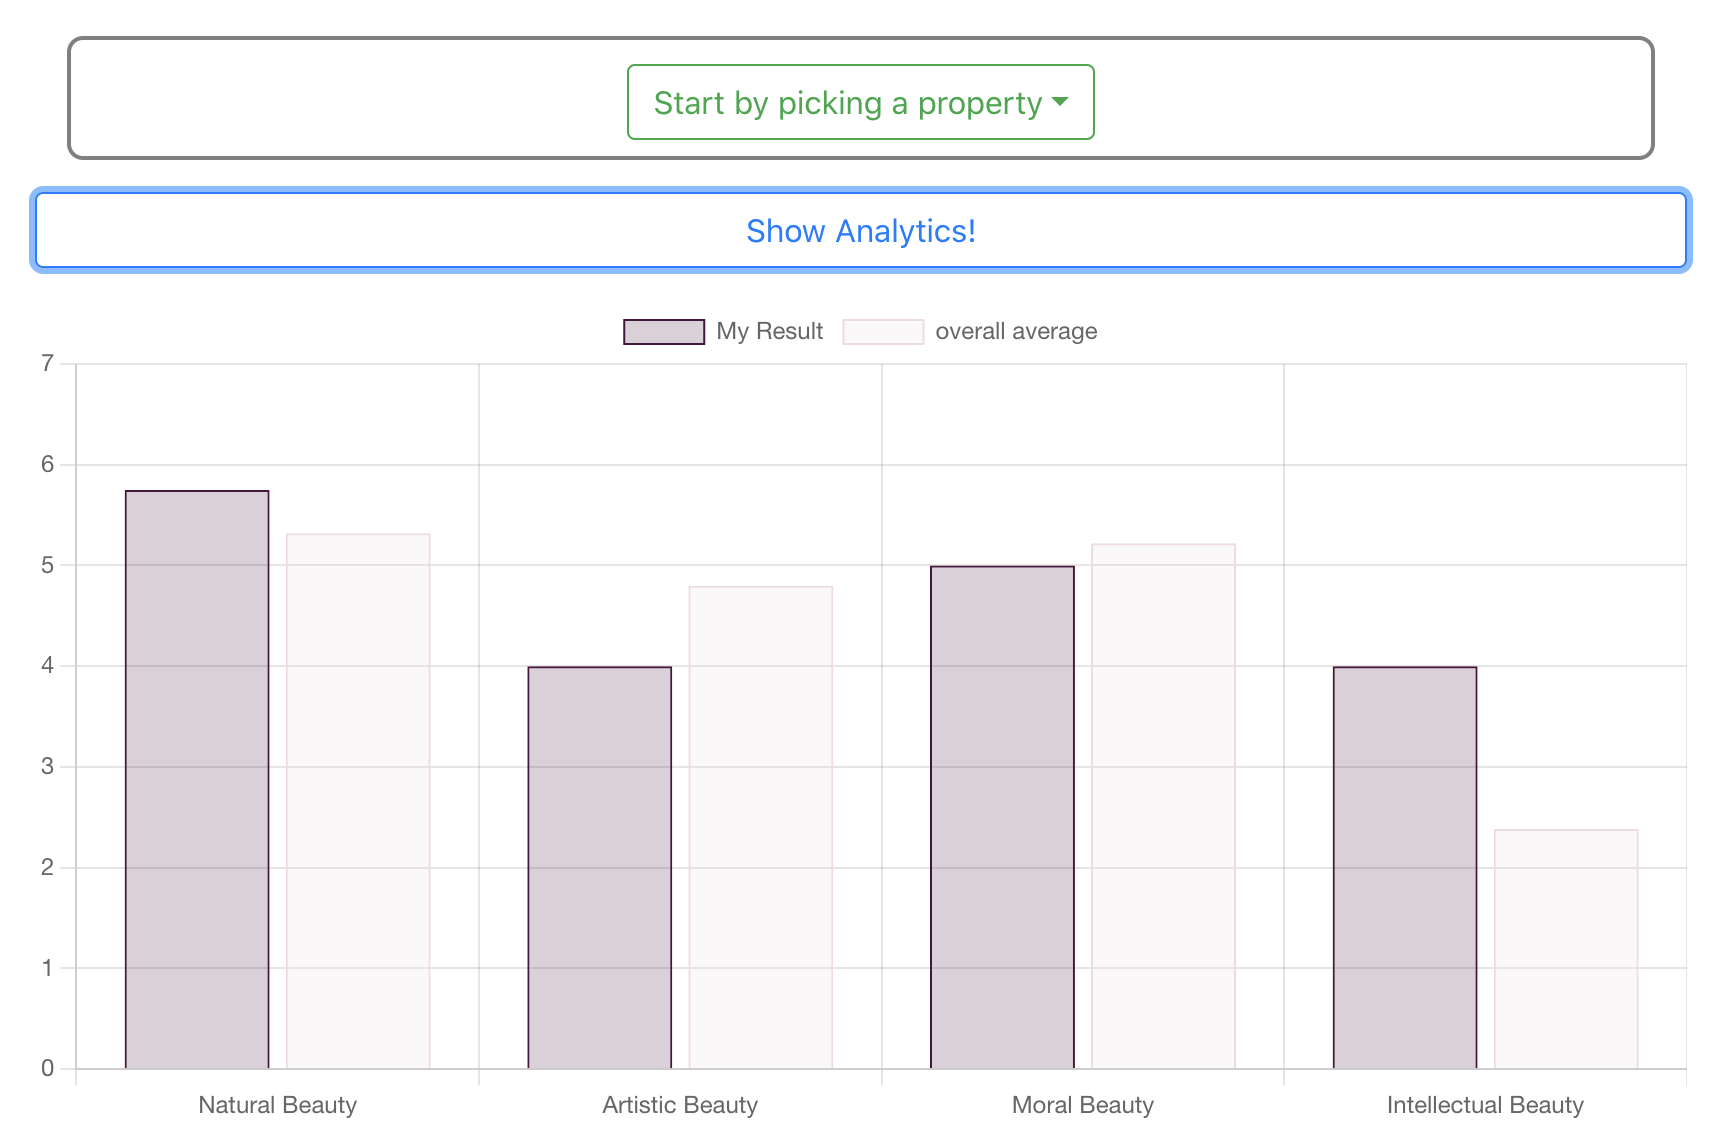 Start by picking a property
Show Analytics!
My Result overall average
7
6
5
4
3
2
1
0
Natural Beauty Artistic Beauty Moral Beauty Intellectual Beauty